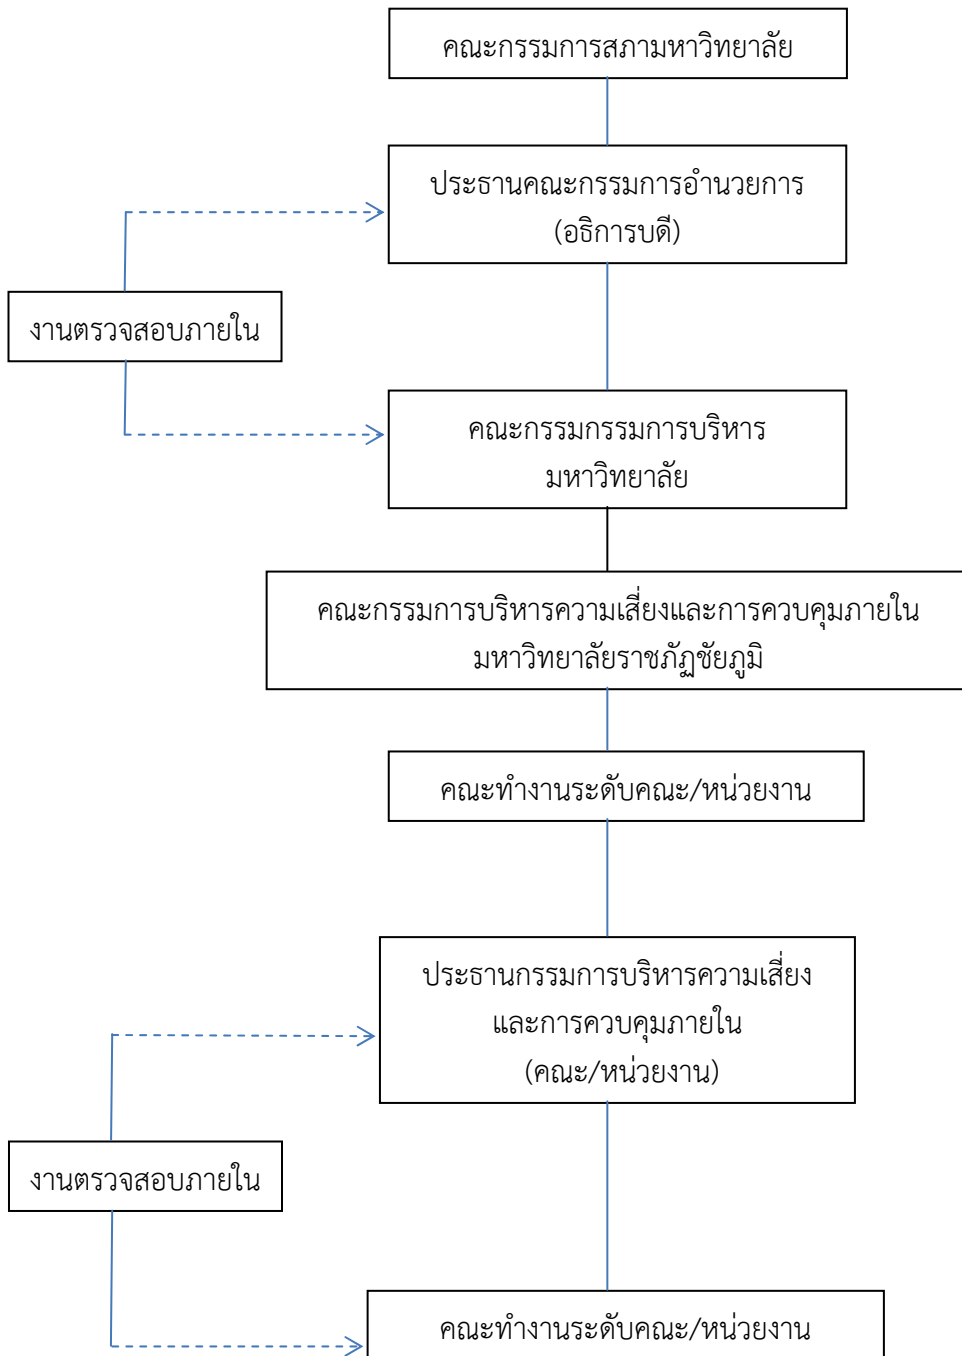 คณะกรรมการสภามหาวิทยาลัย
ประธานคณะกรรมการอำนวยการ
(อธิการบดี)
งานตรวจสอบภายใน
คณะกรรมกรรมการบริหาร
มหาวิทยาลัย
คณะกรรมการบริหารความเสี่ยงและการควบคุมภายใน
มหาวิทยาลัยราชภัฏชัยภูมิ
คณะทำงานระดับคณะ/หน่วยงาน
ประธานกรรมการบริหารความเสี่ยง
และการควบคุมภายใน
(คณะ/หน่วยงาน)
งานตรวจสอบภายใน
คณะทำงานระดับคณะ/หน่วยงาน